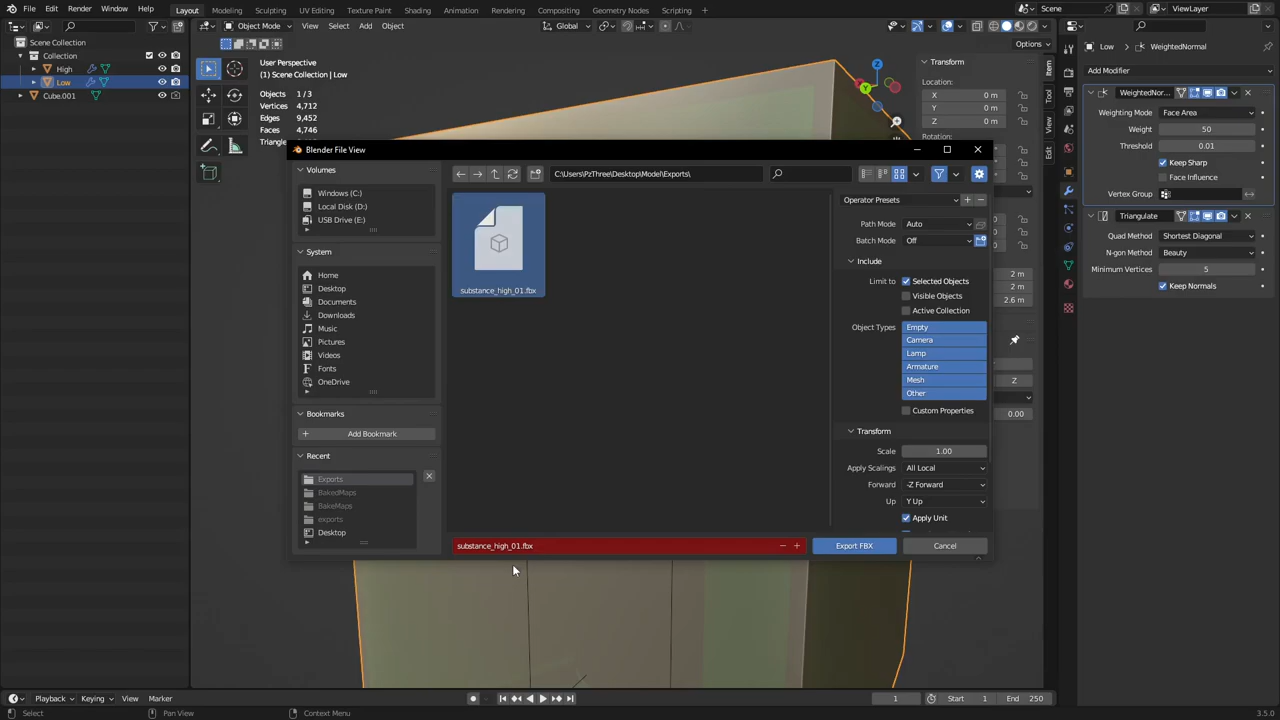 File Edit Render Window Help
Layout Modeling Sculpting UV Editing Texture Paint Shading Animation Rendering Compositing Geometry Nodes Scripting
Scene
ViewLayer
Object Mode View Select Add Object
Global
Options
Scene Collection
Collection
High
Low
Cube.001
User Perspective
(1) Scene Collection | Low
Objects 1 / 3
Vertices 4,712
Edges 9,452
Faces 4,746
X
Y
Z
Transform
Location:
X 0 m
Y 0 m
Z 0 m
Rotation:
2 m
2 m
2.6 m
Z
0.00
Item
Tool
View
Edit
Low WeightedNormal
Add Modifier
WeightedNor...
Weighting Mode Face Area
Weight 50
Threshold 0.01
Keep Sharp
Face Influence
Vertex Group
Triangulate
Quad Method Shortest Diagonal
N-gon Method Beauty
Minimum Vertices 5
Keep Normals
Blender File View
Volumes
Windows (C:)
Local Disk (D:)
USB Drive (E:)
System
Home
Desktop
Documents
Downloads
Music
Pictures
Videos
Fonts
OneDrive
Bookmarks
Add Bookmark
Recent
Exports
BakedMaps
BakeMaps
exports
Desktop
C:\Users\PzThree\Desktop\Model\Exports\
substance_high_01.fbx
Operator Presets
Path Mode Auto
Batch Mode Off
Include
Limit to Selected Objects
Visible Objects
Active Collection
Object Types Empty
Camera
Lamp
Armature
Mesh
Other
Custom Properties
Transform
Scale 1.00
Apply Scalings All Local
Forward -Z Forward
Up Y Up
Apply Unit
substance_high_01.fbx
Export FBX
Cancel
Playback Keying View Marker
1
Start 1
End 250
Select
Pan View
Context Menu
3.5.0